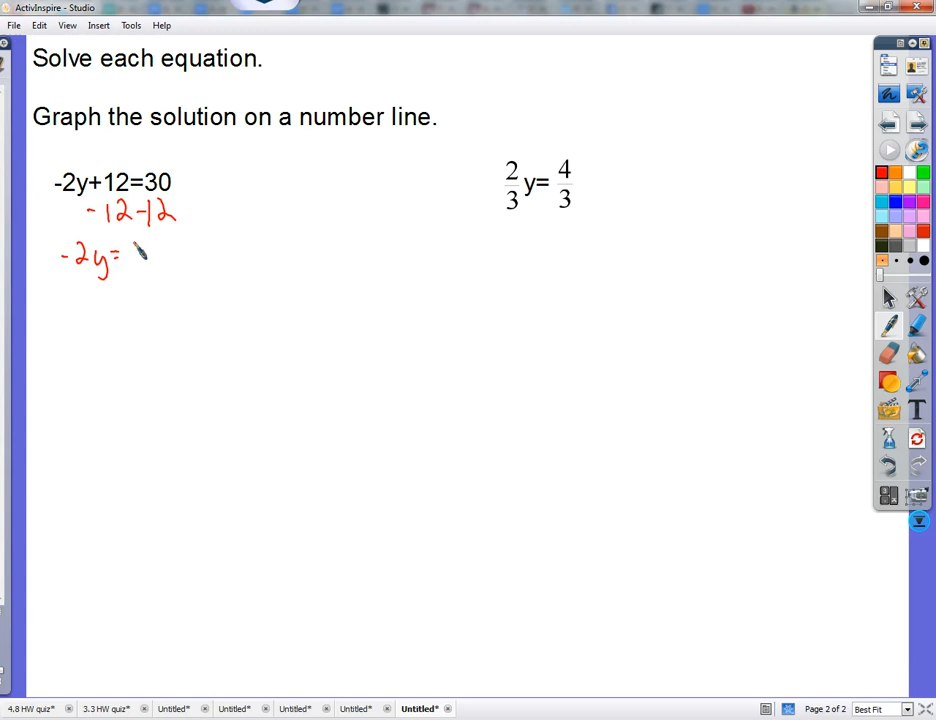 ActivInspire - Studio
File Edit View Insert Tools Help
Solve each equation.
Graph the solution on a number line.
-2y+12=30
-12 -12
-2y=
2/3 y= 4/3
T
4.8 HW quiz* 3.3 HW quiz* Untitled* Untitled* Untitled* Untitled* Untitled* Page 2 of 2 Best Fit